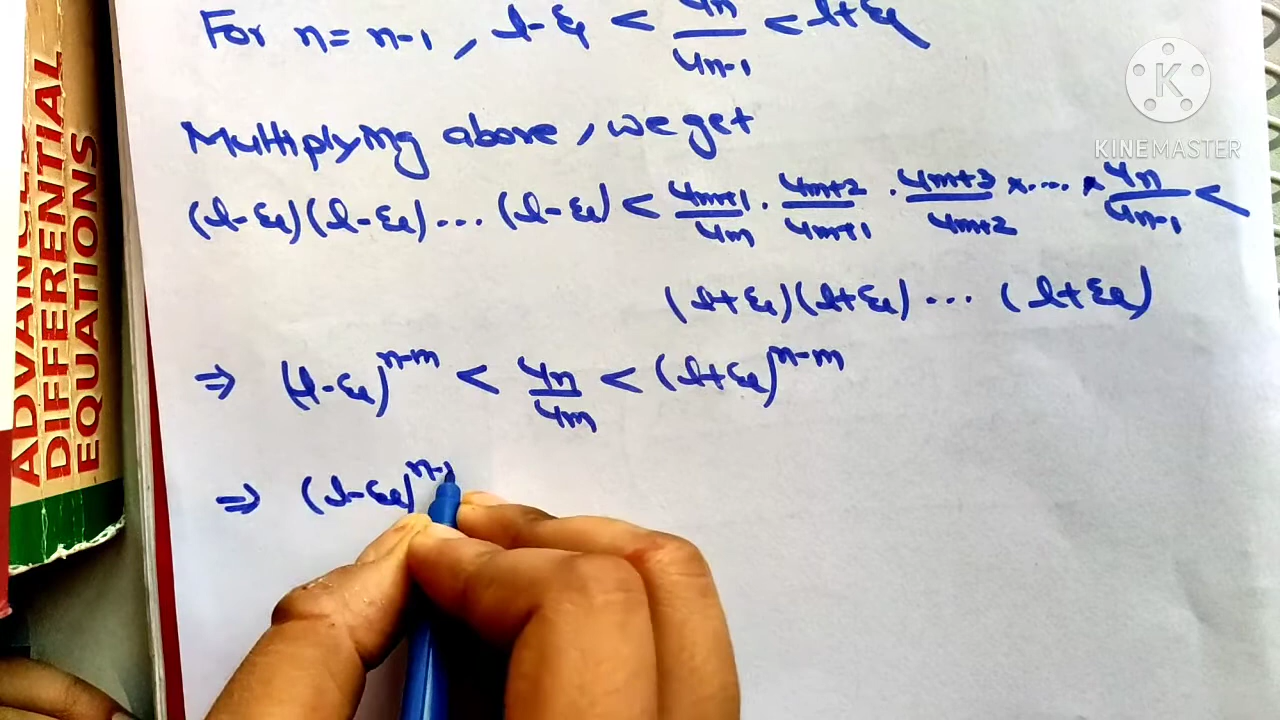 For n = n-1, l-ε₁ < un/un-1 < l+ε₁
Multiplying above, we get
(l-ε₁)(l-ε₁)...(l-ε₁) < um+1/um . um+2/um+1 . um+3/um+2 x.... x un/un-1 <
(l+ε₁)(l+ε₁)... (l+ε₁)
⇒ (l-ε₁)^n-m < un/um < (l+ε₁)^n-m
⇒ (l-ε₁)^n-
ADVANCED
DIFFERENTIAL
EQUATIONS
K
KINEMASTER